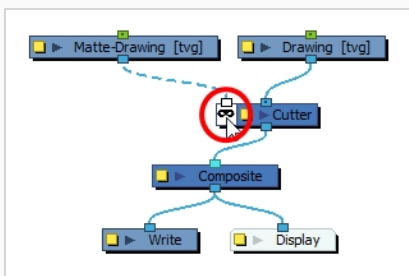 Matte-Drawing [tvg]
Drawing [tvg]
Cutter
Composite
Write
Display